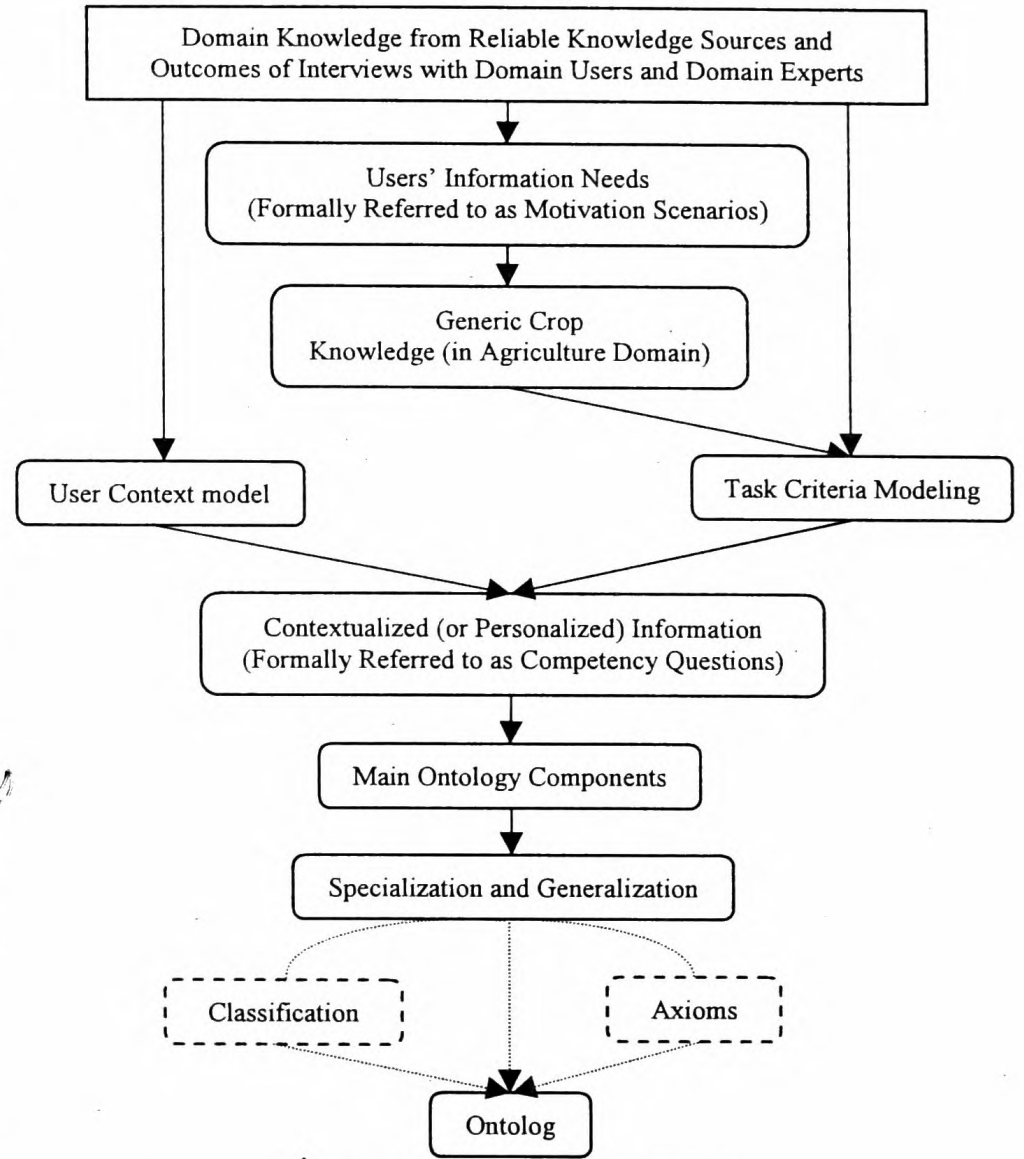 Domain Knowledge from Reliable Knowledge Sources and
Outcomes of Interviews with Domain Users and Domain Experts
Users' Information Needs
(Formally Referred to as Motivation Scenarios)
Generic Crop
Knowledge (in Agriculture Domain)
User Context model
Task Criteria Modeling
Contextualized (or Personalized) Information
(Formally Referred to as Competency Questions)
Main Ontology Components
Specialization and Generalization
Classification
Axioms
Ontolog